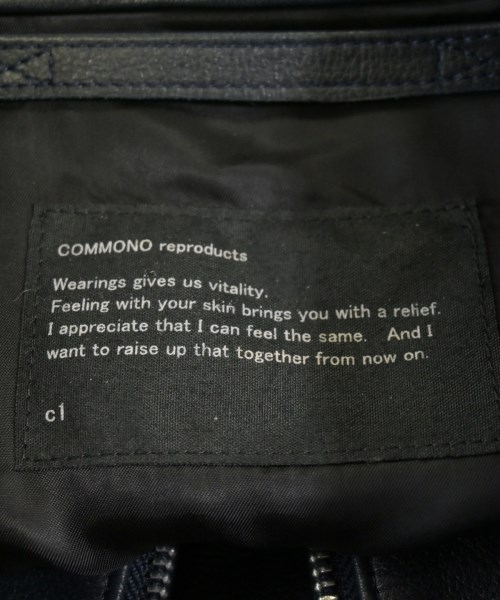 COMMONO reproducts
Wearings gives us vitality.
Feeling with your skin brings you with a relief.
I appreciate that I can feel the same. And I
want to raise up that together from now on.
c1